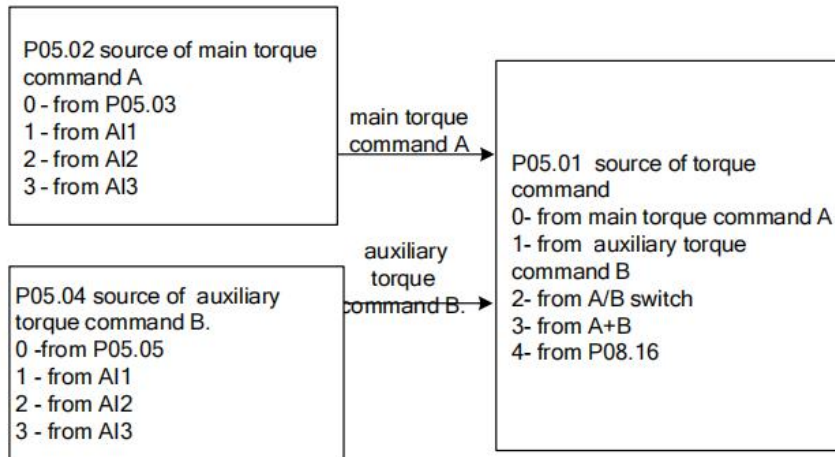 P05.02 source of main torque
command A
0 - from P05.03
1 - from AI1
2 - from AI2
3 - from AI3
main torque
command A
P05.04 source of  auxiliary
torque command B.
0 -from P05.05
1 - from AI1
2 - from AI2
3 - from AI3
auxiliary
torque
command B.
P05.01  source of torque
command
0- from main torque command A
1- from  auxiliary torque
command B
2- from A/B switch
3- from A+B
4- from P08.16